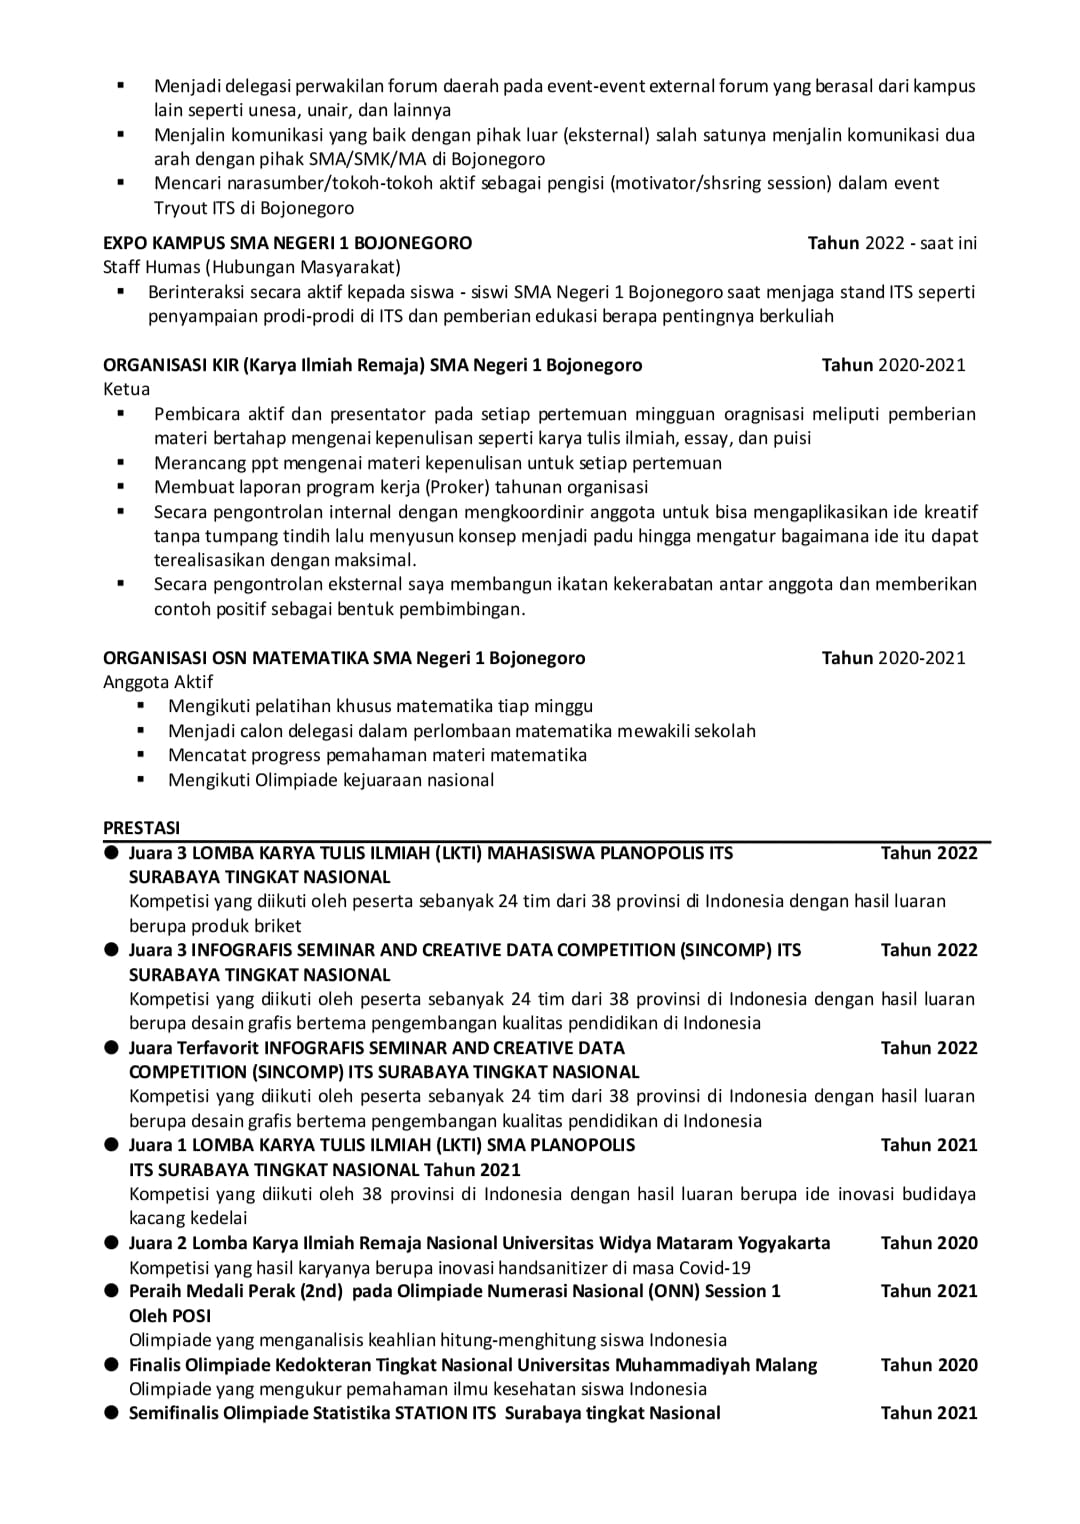 ▪ Menjadi delegasi perwakilan forum daerah pada event-event external forum yang berasal dari kampus
lain seperti unesa, unair, dan lainnya
▪ Menjalin komunikasi yang baik dengan pihak luar (eksternal) salah satunya menjalin komunikasi dua
arah dengan pihak SMA/SMK/MA di Bojonegoro
▪ Mencari narasumber/tokoh-tokoh aktif sebagai pengisi (motivator/shsring session) dalam event
Tryout ITS di Bojonegoro
EXPO KAMPUS SMA NEGERI 1 BOJONEGORO Tahun 2022 - saat ini
Staff Humas (Hubungan Masyarakat)
▪ Berinteraksi secara aktif kepada siswa - siswi SMA Negeri 1 Bojonegoro saat menjaga stand ITS seperti
penyampaian prodi-prodi di ITS dan pemberian edukasi berapa pentingnya berkuliah
ORGANISASI KIR (Karya Ilmiah Remaja) SMA Negeri 1 Bojonegoro Tahun 2020-2021
Ketua
▪ Pembicara aktif dan presentator pada setiap pertemuan mingguan oragnisasi meliputi pemberian
materi bertahap mengenai kepenulisan seperti karya tulis ilmiah, essay, dan puisi
▪ Merancang ppt mengenai materi kepenulisan untuk setiap pertemuan
▪ Membuat laporan program kerja (Proker) tahunan organisasi
▪ Secara pengontrolan internal dengan mengkoordinir anggota untuk bisa mengaplikasikan ide kreatif
tanpa tumpang tindih lalu menyusun konsep menjadi padu hingga mengatur bagaimana ide itu dapat
terealisasikan dengan maksimal.
▪ Secara pengontrolan eksternal saya membangun ikatan kekerabatan antar anggota dan memberikan
contoh positif sebagai bentuk pembimbingan.
ORGANISASI OSN MATEMATIKA SMA Negeri 1 Bojonegoro Tahun 2020-2021
Anggota Aktif
▪ Mengikuti pelatihan khusus matematika tiap minggu
▪ Menjadi calon delegasi dalam perlombaan matematika mewakili sekolah
▪ Mencatat progress pemahaman materi matematika
▪ Mengikuti Olimpiade kejuaraan nasional
PRESTASI
● Juara 3 LOMBA KARYA TULIS ILMIAH (LKTI) MAHASISWA PLANOPOLIS ITS Tahun 2022
SURABAYA TINGKAT NASIONAL
Kompetisi yang diikuti oleh peserta sebanyak 24 tim dari 38 provinsi di Indonesia dengan hasil luaran
berupa produk briket
● Juara 3 INFOGRAFIS SEMINAR AND CREATIVE DATA COMPETITION (SINCOMP) ITS Tahun 2022
SURABAYA TINGKAT NASIONAL
Kompetisi yang diikuti oleh peserta sebanyak 24 tim dari 38 provinsi di Indonesia dengan hasil luaran
berupa desain grafis bertema pengembangan kualitas pendidikan di Indonesia
● Juara Terfavorit INFOGRAFIS SEMINAR AND CREATIVE DATA Tahun 2022
COMPETITION (SINCOMP) ITS SURABAYA TINGKAT NASIONAL
Kompetisi yang diikuti oleh peserta sebanyak 24 tim dari 38 provinsi di Indonesia dengan hasil luaran
berupa desain grafis bertema pengembangan kualitas pendidikan di Indonesia
● Juara 1 LOMBA KARYA TULIS ILMIAH (LKTI) SMA PLANOPOLIS Tahun 2021
ITS SURABAYA TINGKAT NASIONAL Tahun 2021
Kompetisi yang diikuti oleh 38 provinsi di Indonesia dengan hasil luaran berupa ide inovasi budidaya
kacang kedelai
● Juara 2 Lomba Karya Ilmiah Remaja Nasional Universitas Widya Mataram Yogyakarta Tahun 2020
Kompetisi yang hasil karyanya berupa inovasi handsanitizer di masa Covid-19
● Peraih Medali Perak (2nd) pada Olimpiade Numerasi Nasional (ONN) Session 1 Tahun 2021
Oleh POSI
Olimpiade yang menganalisis keahlian hitung-menghitung siswa Indonesia
● Finalis Olimpiade Kedokteran Tingkat Nasional Universitas Muhammadiyah Malang Tahun 2020
Olimpiade yang mengukur pemahaman ilmu kesehatan siswa Indonesia
● Semifinalis Olimpiade Statistika STATION ITS Surabaya tingkat Nasional Tahun 2021